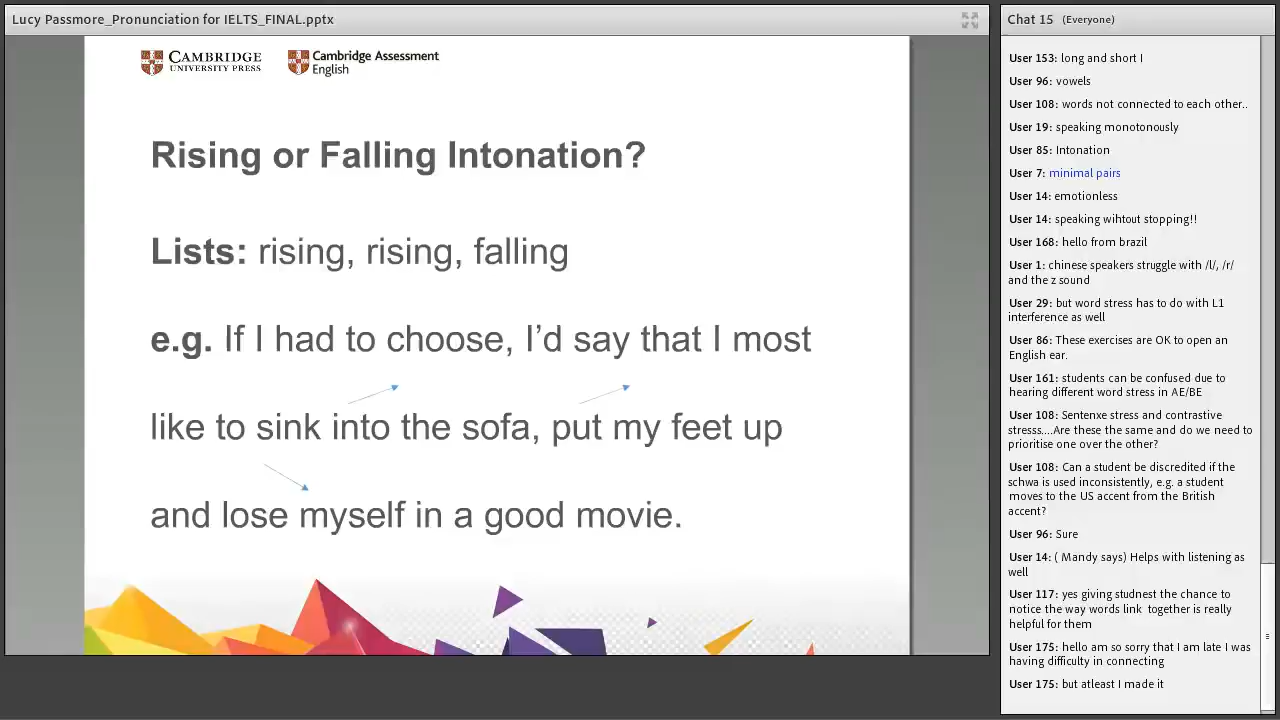 Lucy Passmore_Pronunciation for IELTS_FINAL.pptx
CAMBRIDGE
UNIVERSITY PRESS
Cambridge Assessment
English
Rising or Falling Intonation?
Lists: rising, rising, falling
e.g. If I had to choose, I’d say that I most
like to sink into the sofa, put my feet up
and lose myself in a good movie.
Chat 15 (Everyone)
User 153: long and short I
User 96: vowels
User 108: words not connected to each other..
User 19: speaking monotonously
User 85: Intonation
User 7: minimal pairs
User 14: emotionless
User 14: speaking wihtout stopping!!
User 168: hello from brazil
User 1: chinese speakers struggle with /l/, /r/
and the z sound
User 29: but word stress has to do with L1
interference as well
User 86: These exercises are OK to open an
English ear.
User 161: students can be confused due to
hearing different word stress in AE/BE
User 108: Sentenxe stress and contrastive
stresss....Are these the same and do we need to
prioritise one over the other?
User 108: Can a student be discredited if the
schwa is used inconsistently, e.g. a student
moves to the US accent from the British
accent?
User 96: Sure
User 14: ( Mandy says) Helps with listening as
well
User 117: yes giving studnest the chance to
notice the way words link together is really
helpful for them
User 175: hello am so sorry that I am late I was
having difficulty in connecting
User 175: but atleast I made it